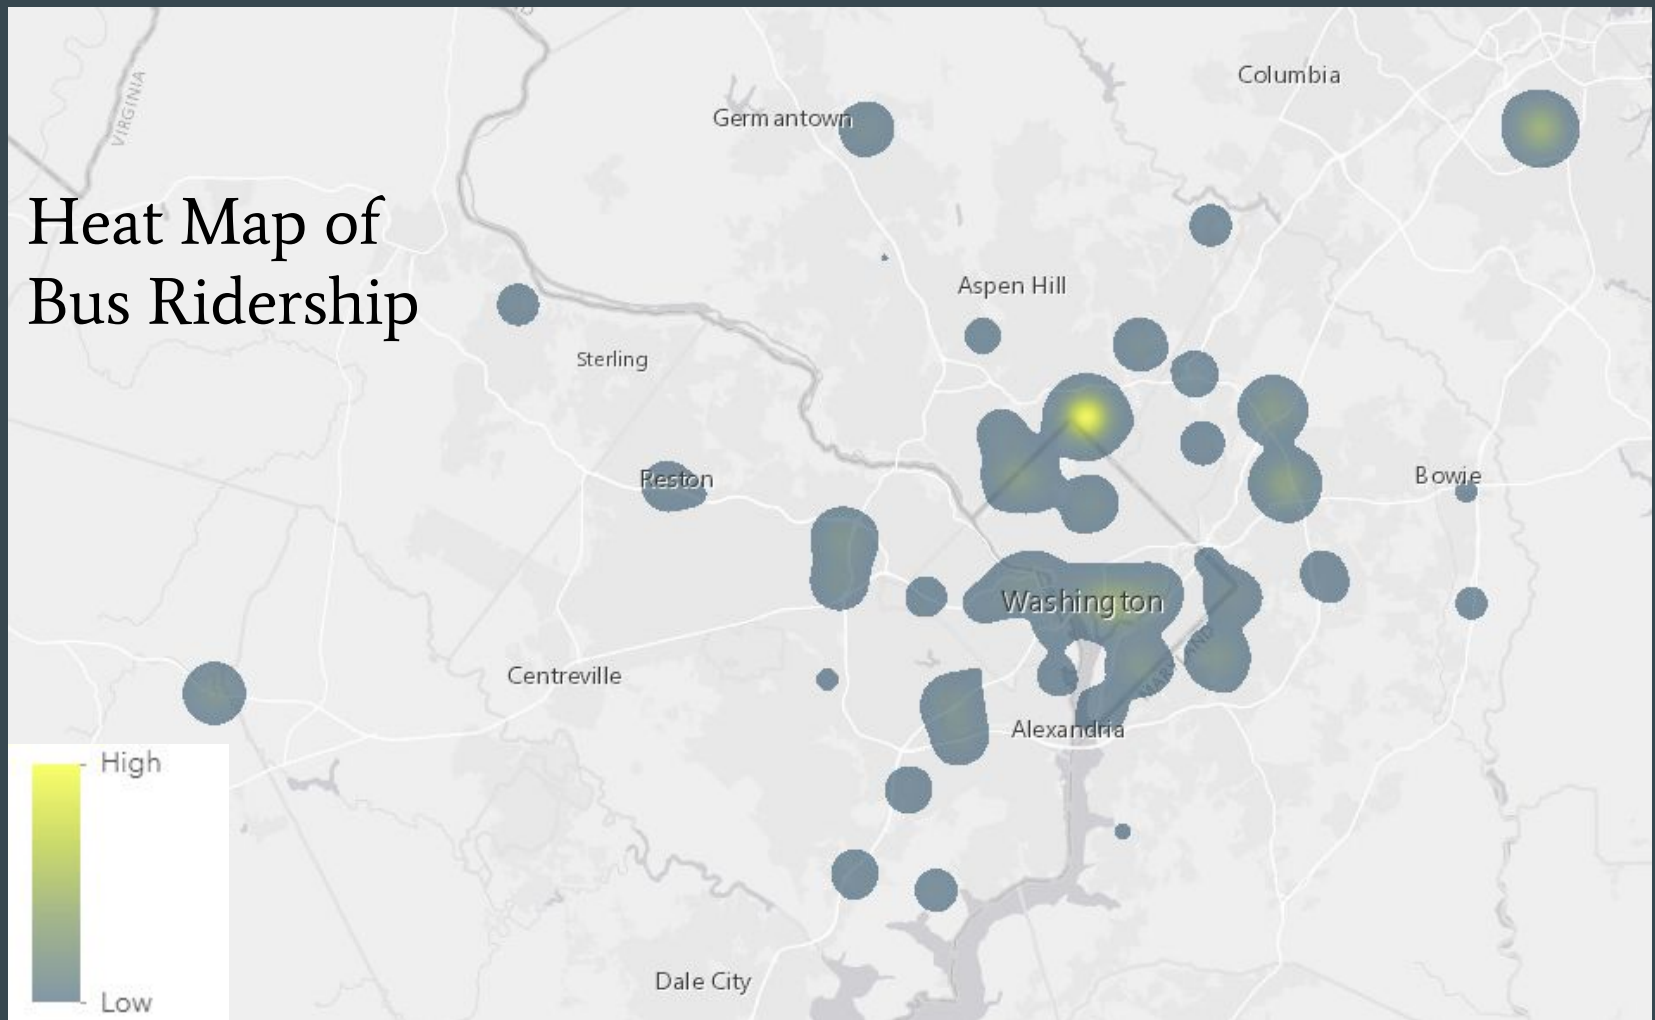 VIRGINIA
Columbia
Germantown
Heat Map of
Bus Ridership
Aspen Hill
Sterling
Reston
Bowie
Washington
MARYLAND
Centreville
Alexandria
High
Low
Dale City